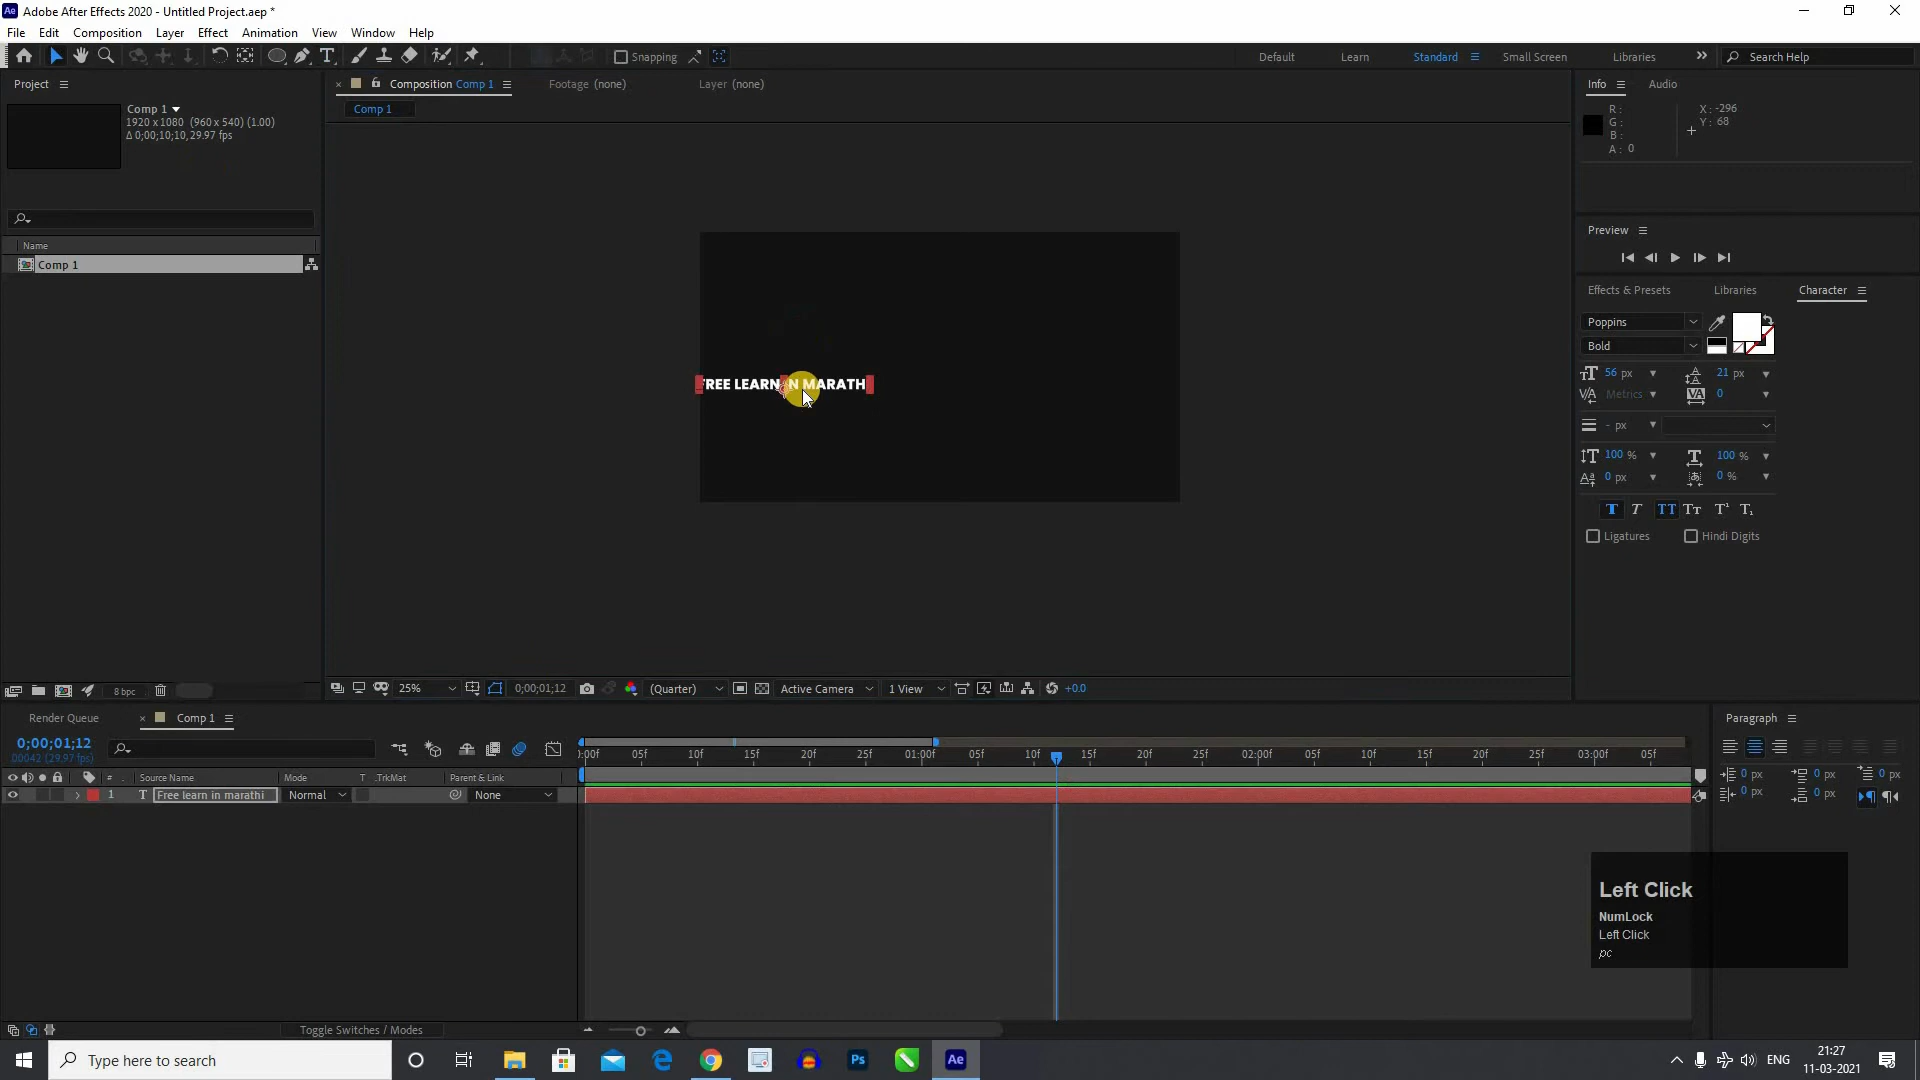 Ae Adobe After Effects 2020 - Untitled Project.aep *
File Edit Composition Layer Effect Animation View Window Help
Snapping
Default Learn Standard Small Screen Libraries Search Help
Project
Composition Comp 1
Footage (none)
Layer (none)
Info Audio
Comp 1
Comp 1
1920 x 1080 (960 x 540) (1.00)
Δ 0;00;10;10, 29.97 fps
R :
G :
B :
A : 0
X : -296
Y : 68
Name
Comp 1
Preview
Effects & Presets Libraries Character
Poppins
Bold
56 px 21 px
Metrics 0
- px
100 % 100 %
0 px 0 %
Ligatures Hindi Digits
FREE LEARN IN MARATH
8 bpc
25% 0;00;01;12 (Quarter) Active Camera 1 View +0.0
Render Queue Comp 1
Paragraph
0;00;01;12
00042 (29.97 fps)
:00f 05f 10f 15f 20f 01:00f 05f 10f 15f 20f 02:00f 05f 10f 15f 20f 03:00f 05f
# Source Name Mode T .TrkMat Parent & Link
1 T Free learn in marathi Normal None
0 px 0 px 0 px
0 px 0 px
Left Click
NumLock
Left Click
pc
Toggle Switches / Modes
Type here to search
Ps Ae
ENG
21:27
11-03-2021